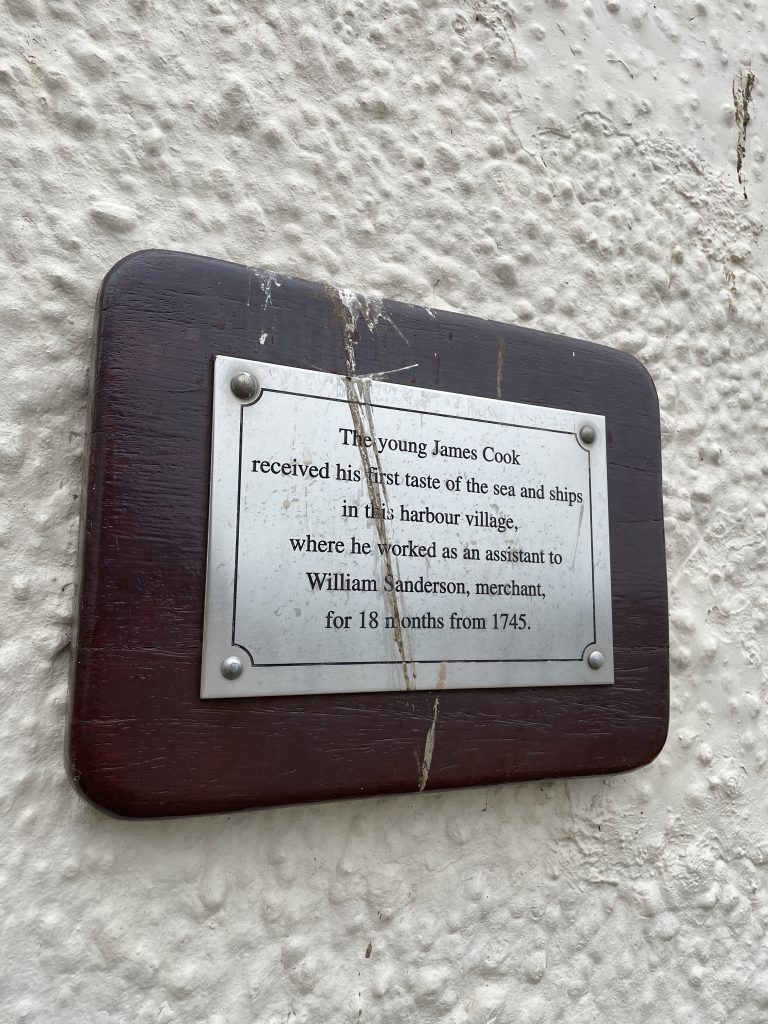 The young James Cook
received his first taste of the sea and ships
in this harbour village,
where he worked as an assistant to
William Sanderson, merchant,
for 18 months from 1745.